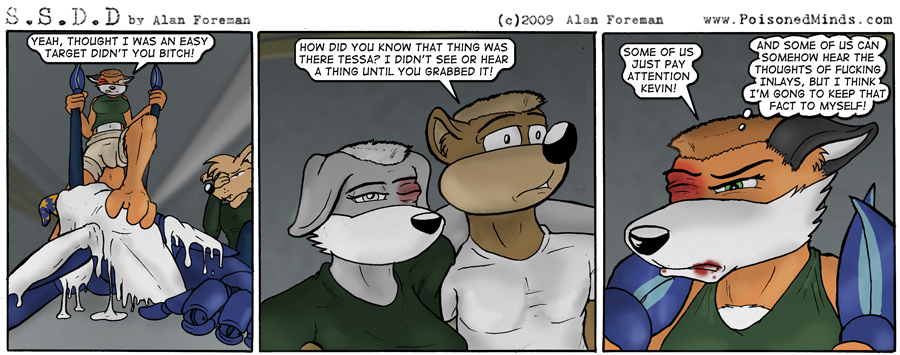 S.S.D.D by Alan Foreman (c)2009 Alan Foreman www.PoisonedMinds.com
YEAH, THOUGHT I WAS AN EASY
TARGET DIDN'T YOU BITCH!
HOW DID YOU KNOW THAT THING WAS
THERE TESSA? I DIDN'T SEE OR HEAR
A THING UNTIL YOU GRABBED IT!
SOME OF US
JUST PAY
ATTENTION
KEVIN!
AND SOME OF US CAN
SOMEHOW HEAR THE
THOUGHTS OF FUCKING
INLAYS, BUT I THINK
I'M GONG TO KEEP THAT
FACT TO MYSELF!